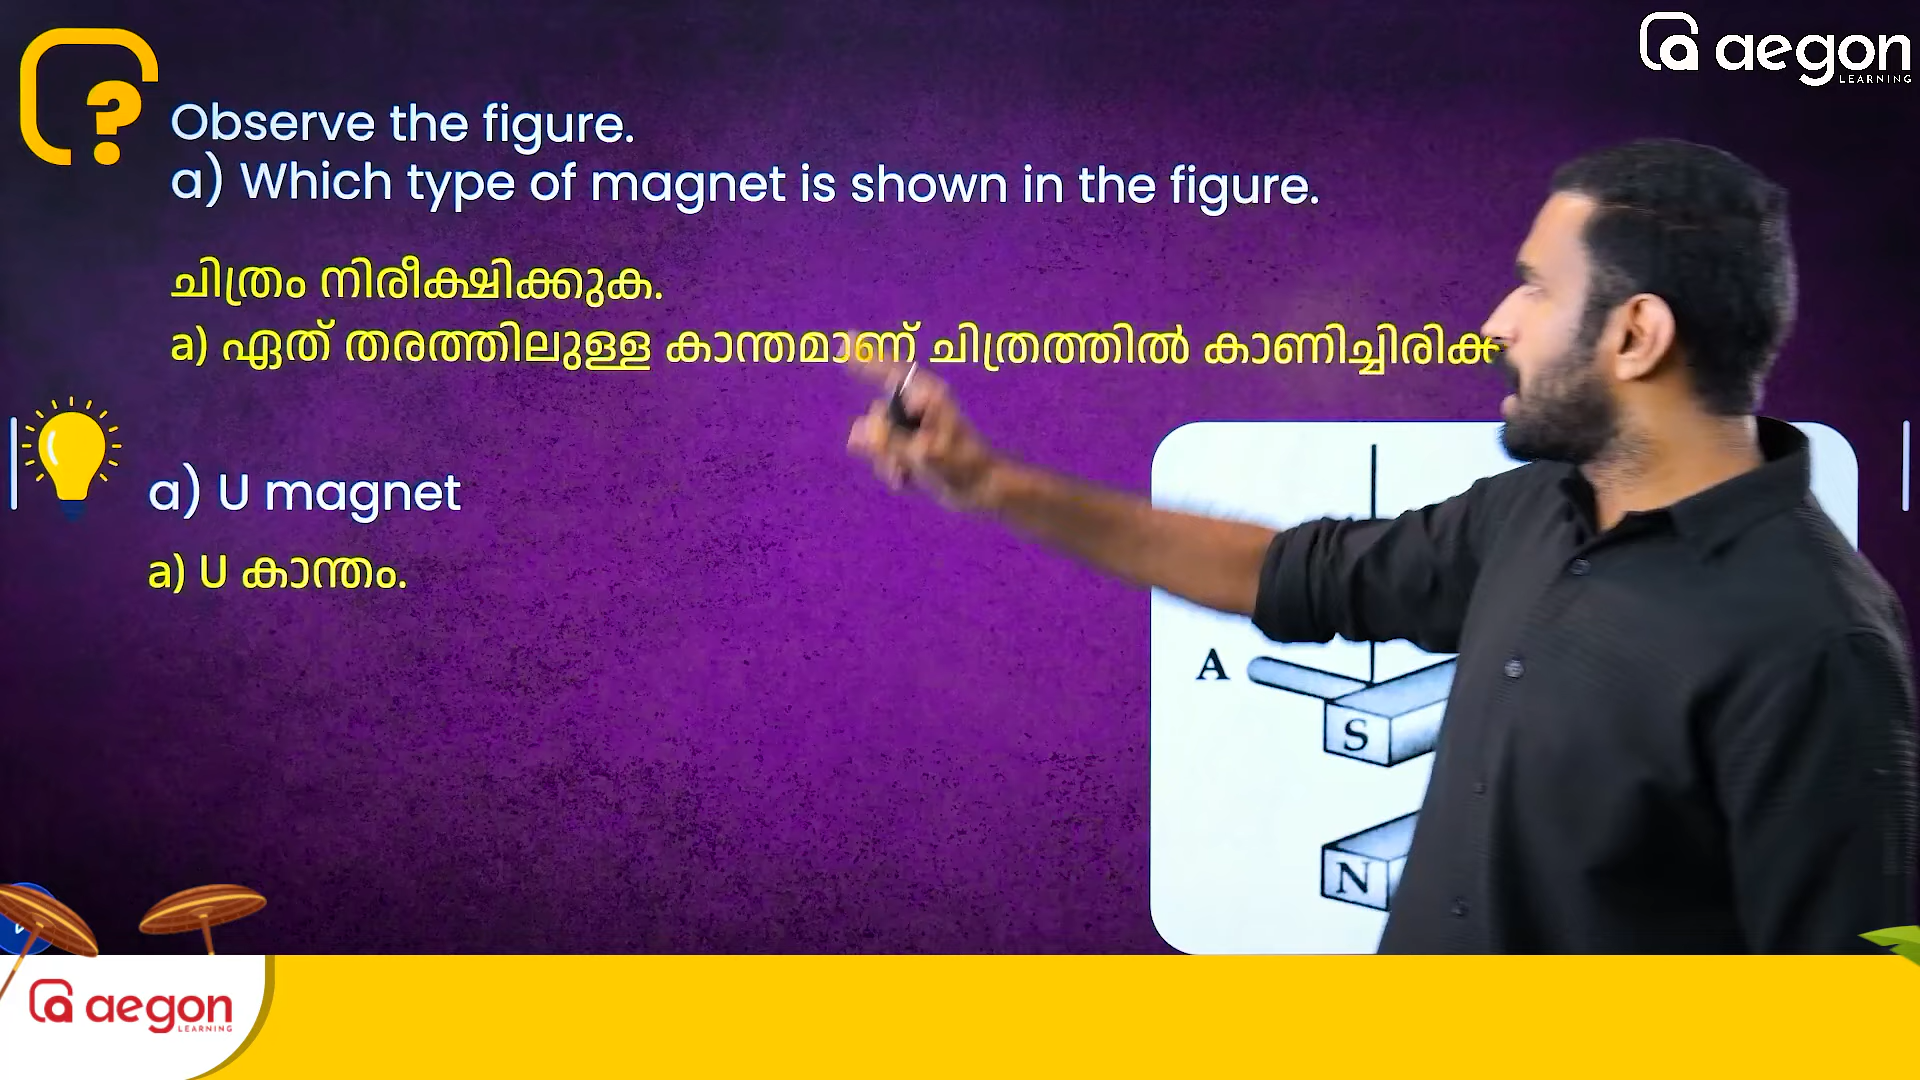 aegon
LEARNING
?
Observe the figure.
a) Which type of magnet is shown in the figure.
ചിത്രം നിരീക്ഷിക്കുക.
a) ഏത് തരത്തിലുള്ള കാന്തമാണ് ചിത്രത്തിൽ
a) U magnet
a) U കാന്തം.
A
S
N
aegon
LEARNING